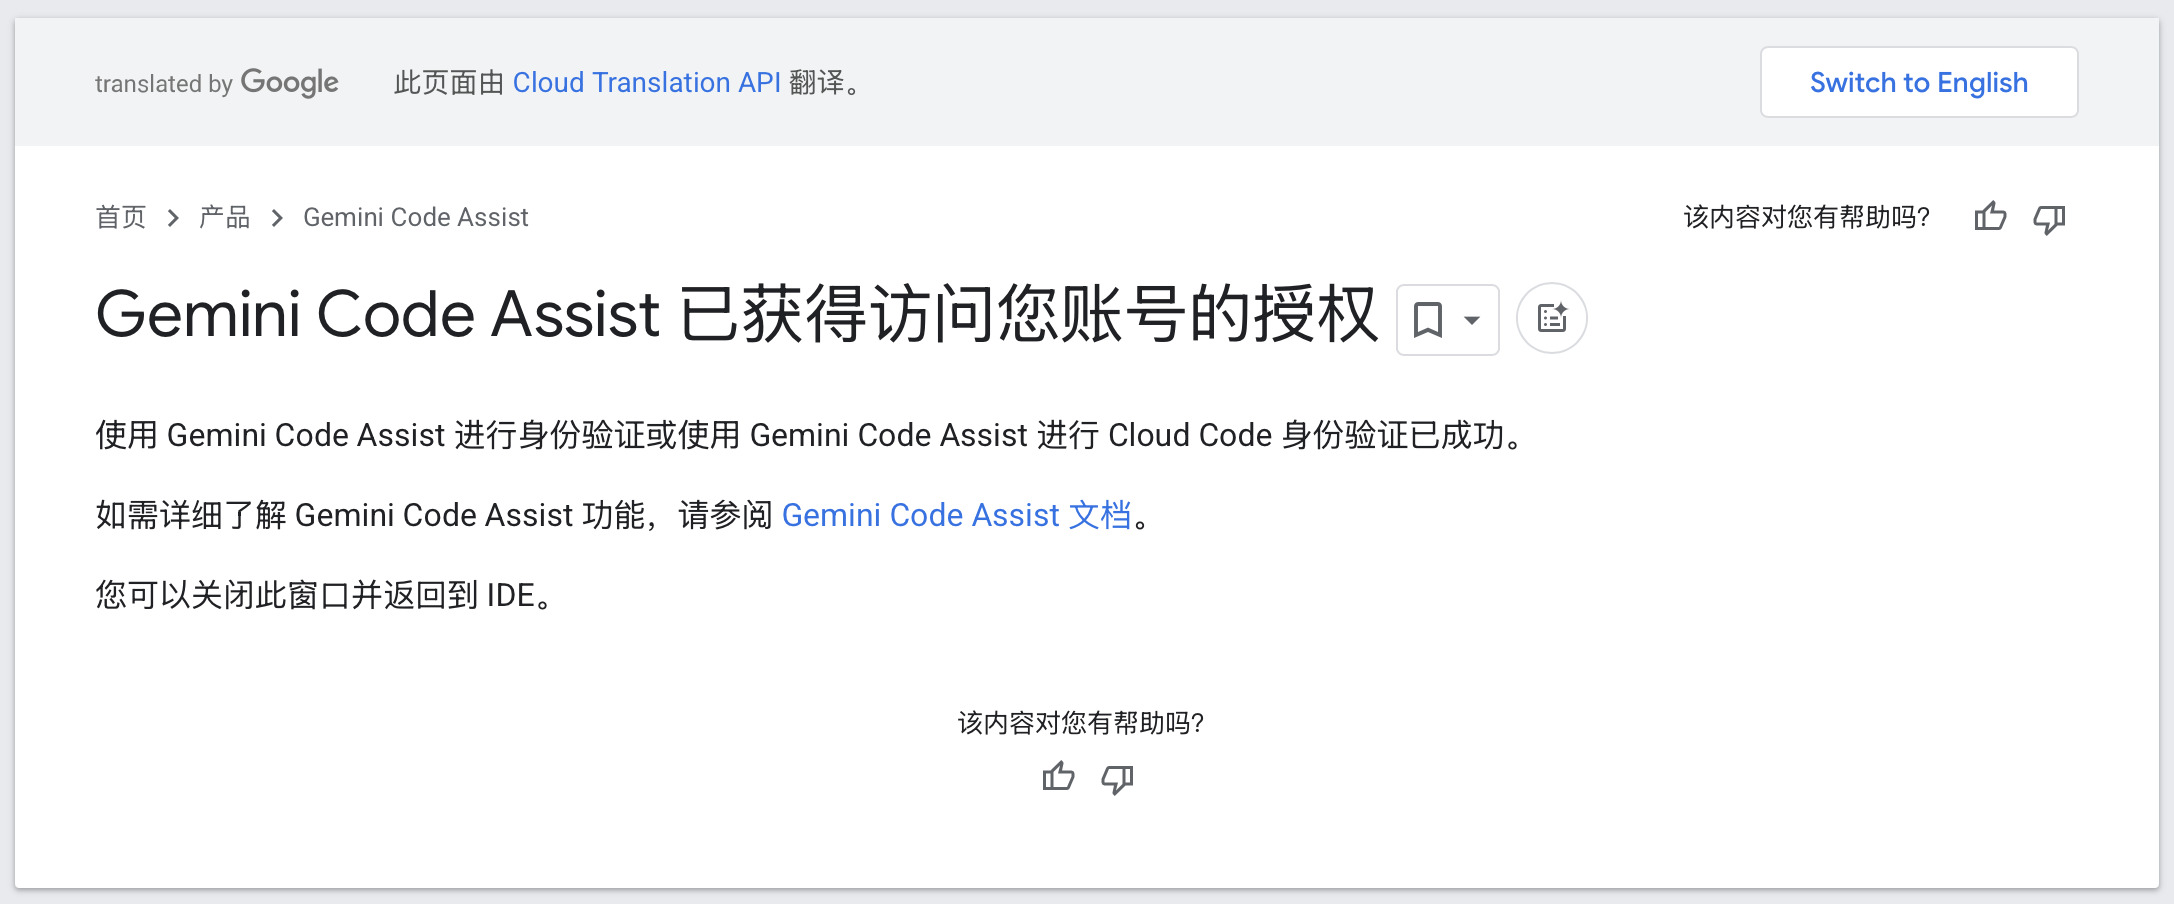 translated by Google 此页面由 Cloud Translation API 翻译。 Switch to English
首页 > 产品 > Gemini Code Assist 该内容对您有帮助吗?
Gemini Code Assist 已获得访问您账号的授权
使用 Gemini Code Assist 进行身份验证或使用 Gemini Code Assist 进行 Cloud Code 身份验证已成功。
如需详细了解 Gemini Code Assist 功能，请参阅 Gemini Code Assist 文档。
您可以关闭此窗口并返回到 IDE。
该内容对您有帮助吗?